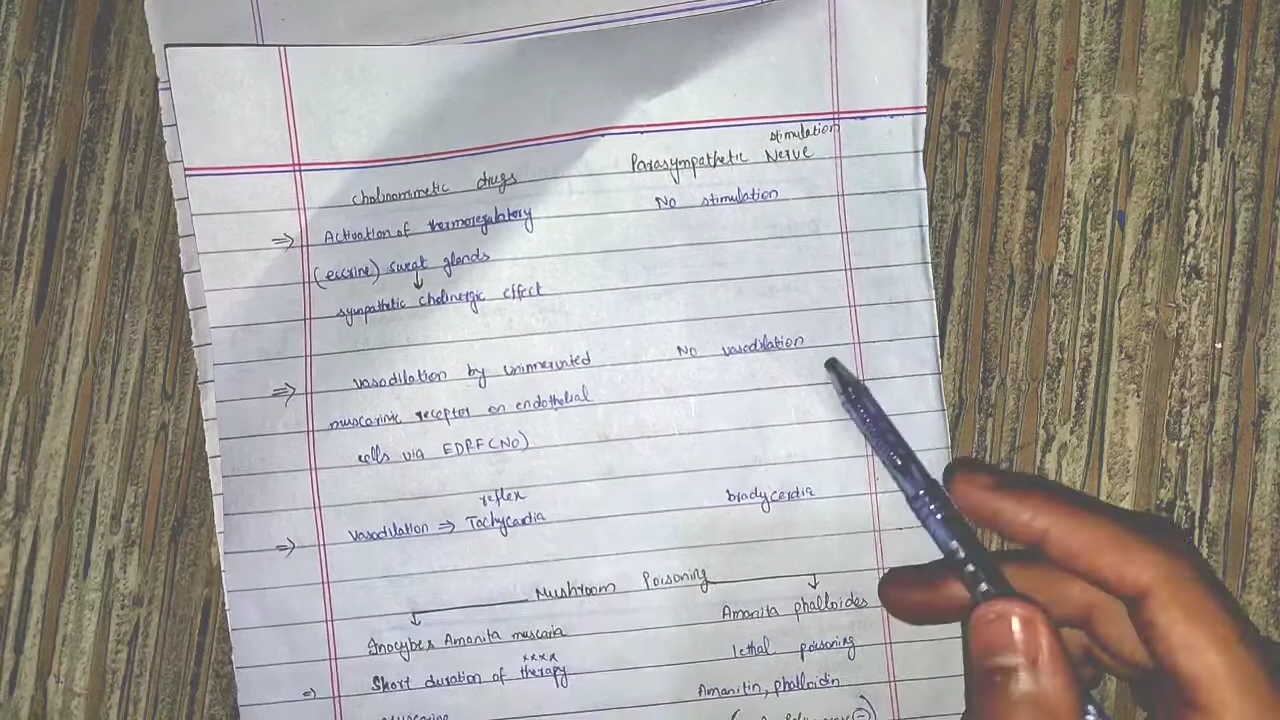 stimulation
cholinomimetic drugs Parasympathetic Nerve
⇒ Activation of thermoregulatory No stimulation
(eccrine) sweat glands
↓
sympathetic cholinergic effect
⇒ vasodilation by uninnervated No vasodilation
muscarinic receptor on endothelial
cells via EDRF(NO)
reflex
⇒ vasodilation ⇒ Tachycardia bradycardia
Mushroom Poisoning
Inocybes Amanita muscaria Amanita phalloides
xxxx lethal poisoning
⇒ Short duration of therapy Amanitin, phalloidin